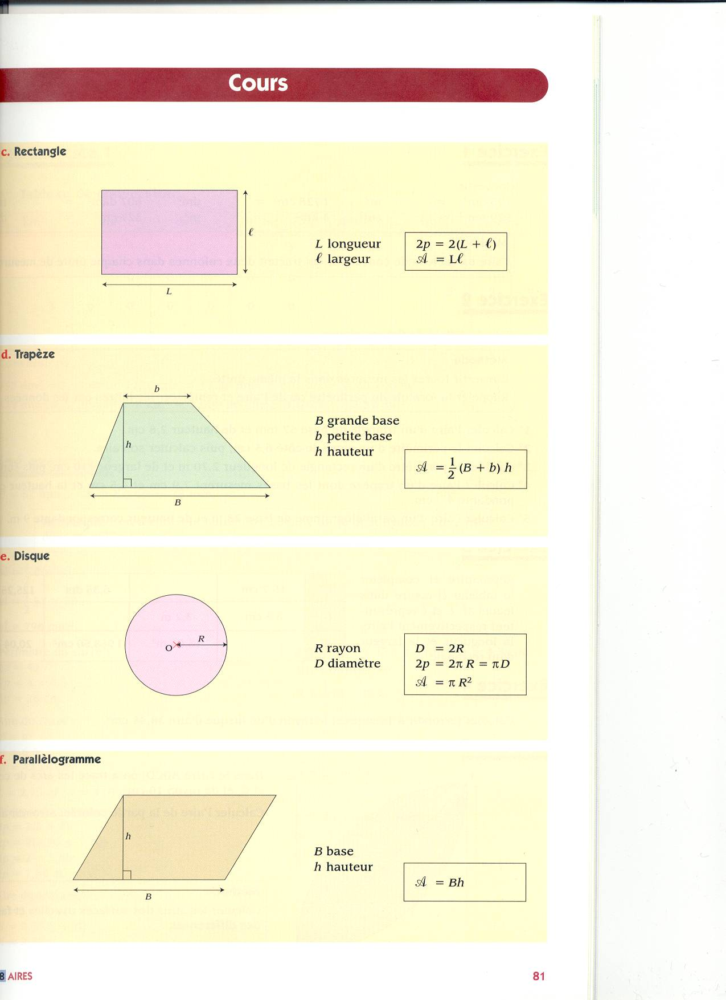 Cours
c. Rectangle
ℓ
L
L longueur
ℓ largeur
2p = 2(L + ℓ)
𝒜 = Lℓ
d. Trapèze
b
h
B
B grande base
b petite base
h hauteur
𝒜 = 1/2 (B + b) h
e. Disque
O
R
R rayon
D diamètre
D = 2R
2p = 2π R = πD
𝒜 = π R²
f. Parallèlogramme
h
B
B base
h hauteur
𝒜 = Bh
8 AIRES
81